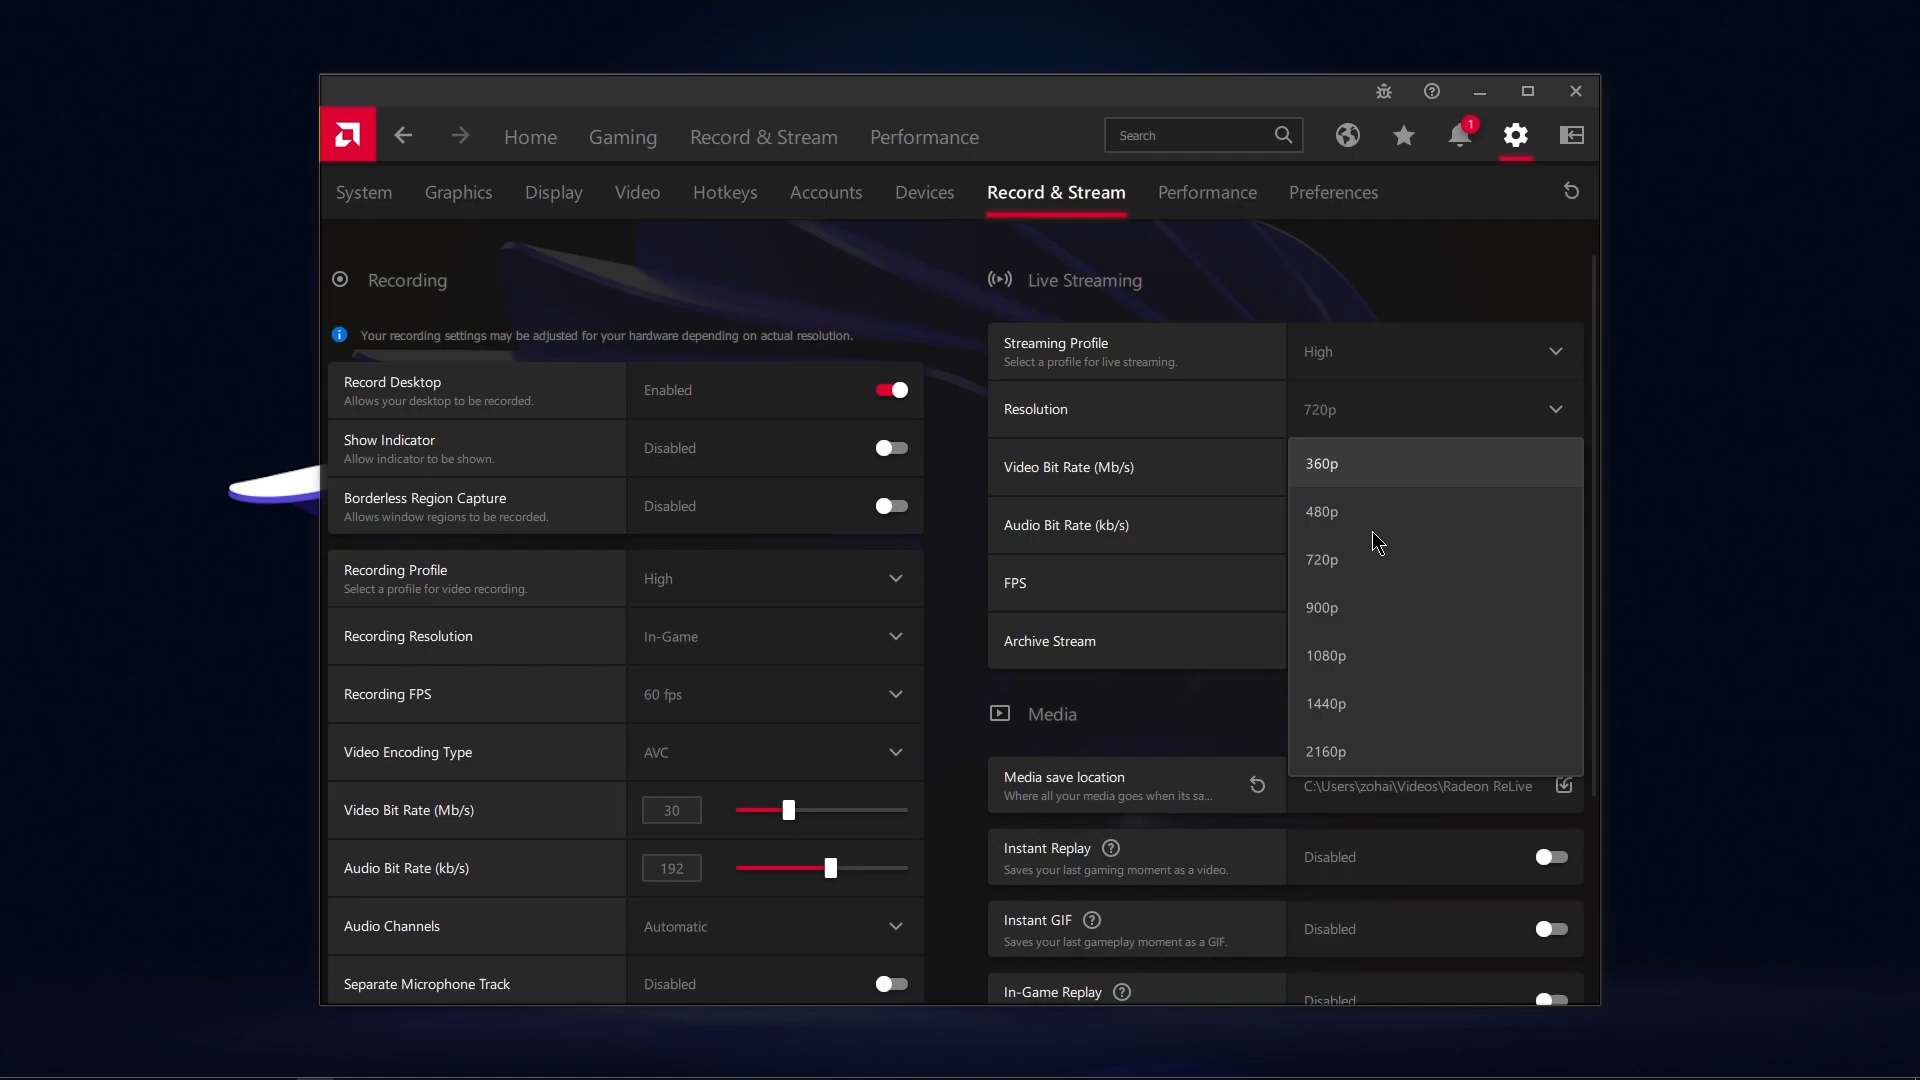 Search
1
Home
Gaming
Record & Stream
Performance
System
Graphics
Display
Video
Hotkeys
Accounts
Devices
Record & Stream
Performance
Preferences
Recording
Your recording settings may be adjusted for your hardware depending on actual resolution.
Record Desktop
Allows your desktop to be recorded.
Enabled
Show Indicator
Allow indicator to be shown.
Disabled
Borderless Region Capture
Allows window regions to be recorded.
Disabled
Recording Profile
Select a profile for video recording.
High
Recording Resolution
In-Game
Recording FPS
60 fps
Video Encoding Type
AVC
Video Bit Rate (Mb/s)
30
Audio Bit Rate (kb/s)
192
Audio Channels
Automatic
Separate Microphone Track
Disabled
Live Streaming
Streaming Profile
Select a profile for live streaming.
High
Resolution
720p
Video Bit Rate (Mb/s)
Audio Bit Rate (kb/s)
FPS
Archive Stream
360p
480p
720p
900p
1080p
1440p
2160p
Media
Media save location
Where all your media goes when its sa...
C:\Users\zohai\Videos\Radeon ReLive
Instant Replay
Saves your last gaming moment as a video.
Disabled
Instant GIF
Saves your last gameplay moment as a GIF.
Disabled
In-Game Replay
Disabled